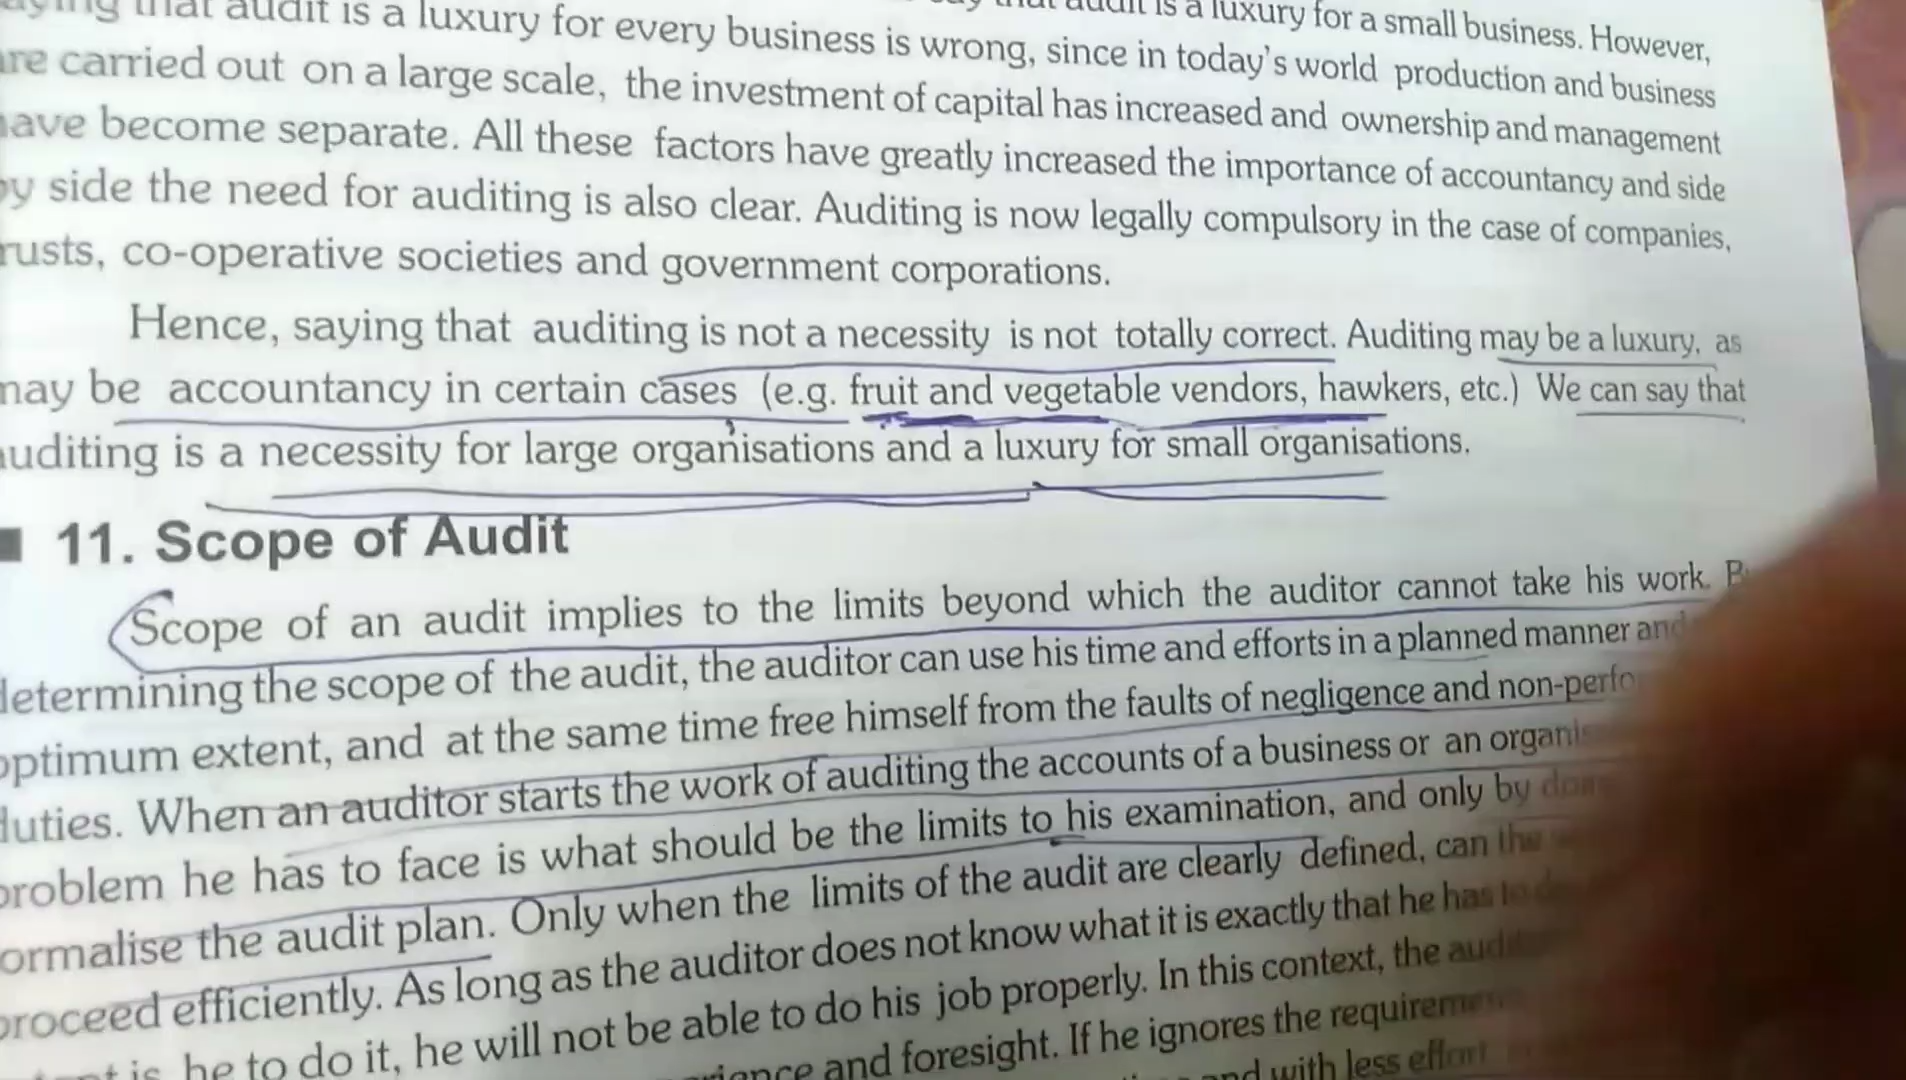 that audit is a luxury for every business is wrong, since in today's world production and business
audit is a luxury for a small business. However,
carried out on a large scale, the investment of capital has increased and ownership and management
become separate. All these factors have greatly increased the importance of accountancy and side
side the need for auditing is also clear. Auditing is now legally compulsory in the case of companies,
co-operative societies and government corporations.
Hence, saying that auditing is not a necessity is not totally correct. Auditing may be a luxury, as
may be accountancy in certain cases (e.g. fruit and vegetable vendors, hawkers, etc.) We can say that
auditing is a necessity for large organisations and a luxury for small organisations.
11. Scope of Audit
Scope of an audit implies to the limits beyond which the auditor cannot take his work.
determining the scope of the audit, the auditor can use his time and efforts in a planned manner and
optimum extent, and at the same time free himself from the faults of negligence and
duties. When an auditor starts the work of auditing the accounts of a business or an
problem he has to face is what should be the limits to his examination, and only by
the audit plan. Only when the limits of the audit are clearly defined, can the
proceed efficiently. As long as the auditor does not know what it is exactly that he has to
is he to do it, he will not be able to do his job properly. In this context, the
and foresight. If he ignores the
and with less effort